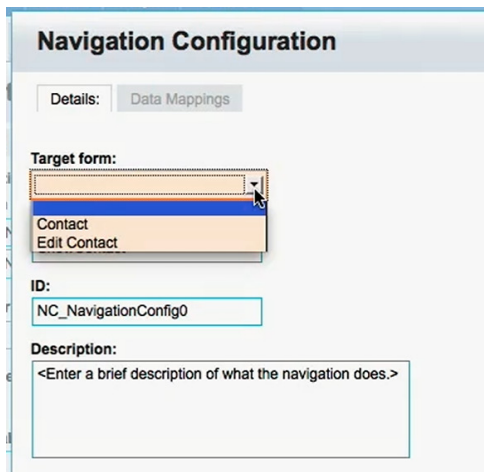 Navigation Configuration
Details: Data Mappings
Target form:
Contact
Edit Contact
ID:
NC_NavigationConfig0
Description:
<Enter a brief description of what the navigation does.>